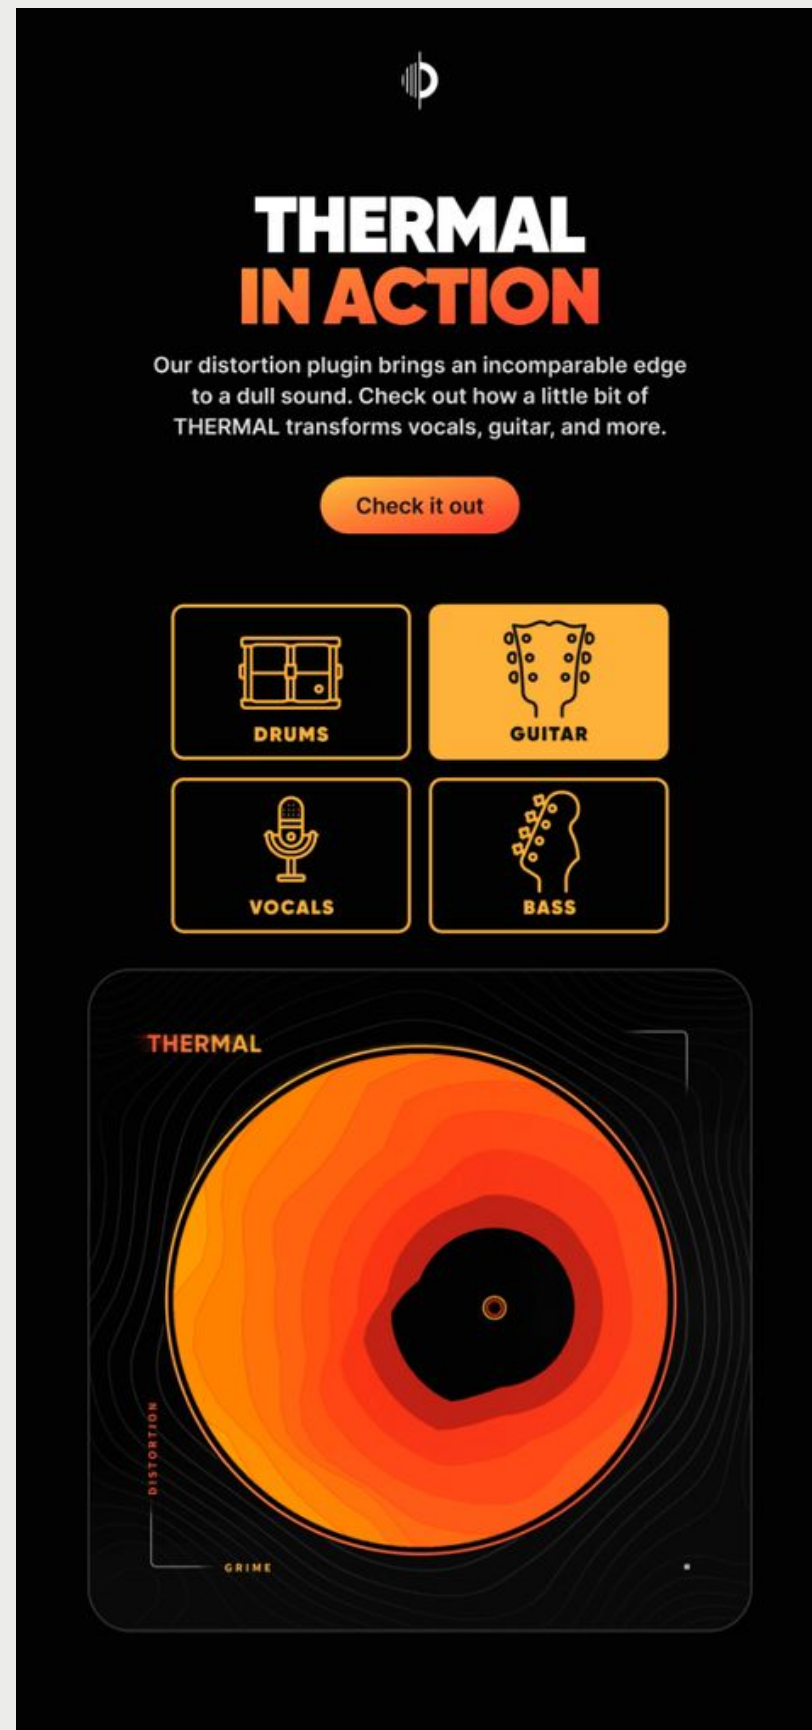 THERMAL
IN ACTION
Our distortion plugin brings an incomparable edge
to a dull sound. Check out how a little bit of
THERMAL transforms vocals, guitar, and more.
Check it out
DRUMS
GUITAR
VOCALS
BASS
THERMAL
DISTORTION
GRIME